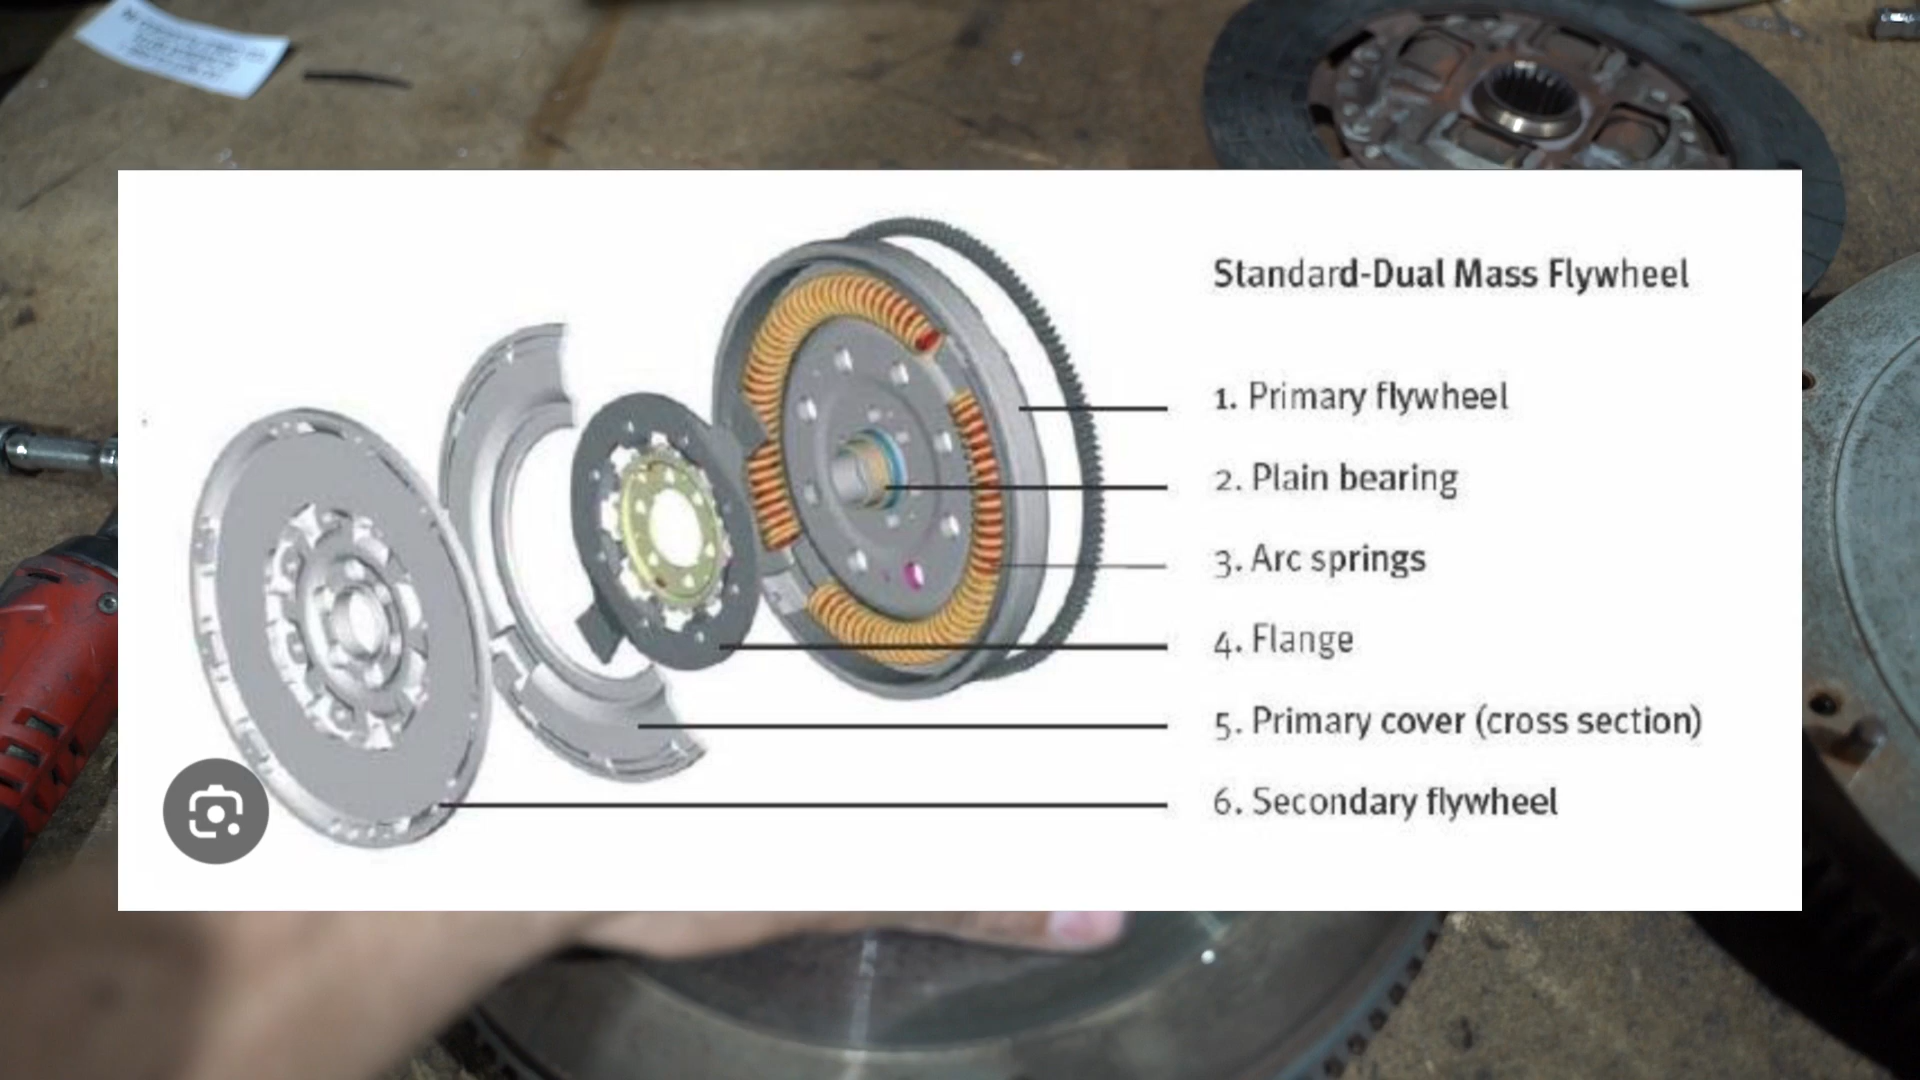 Standard-Dual Mass Flywheel
1. Primary flywheel
2. Plain bearing
3. Arc springs
4. Flange
5. Primary cover (cross section)
6. Secondary flywheel